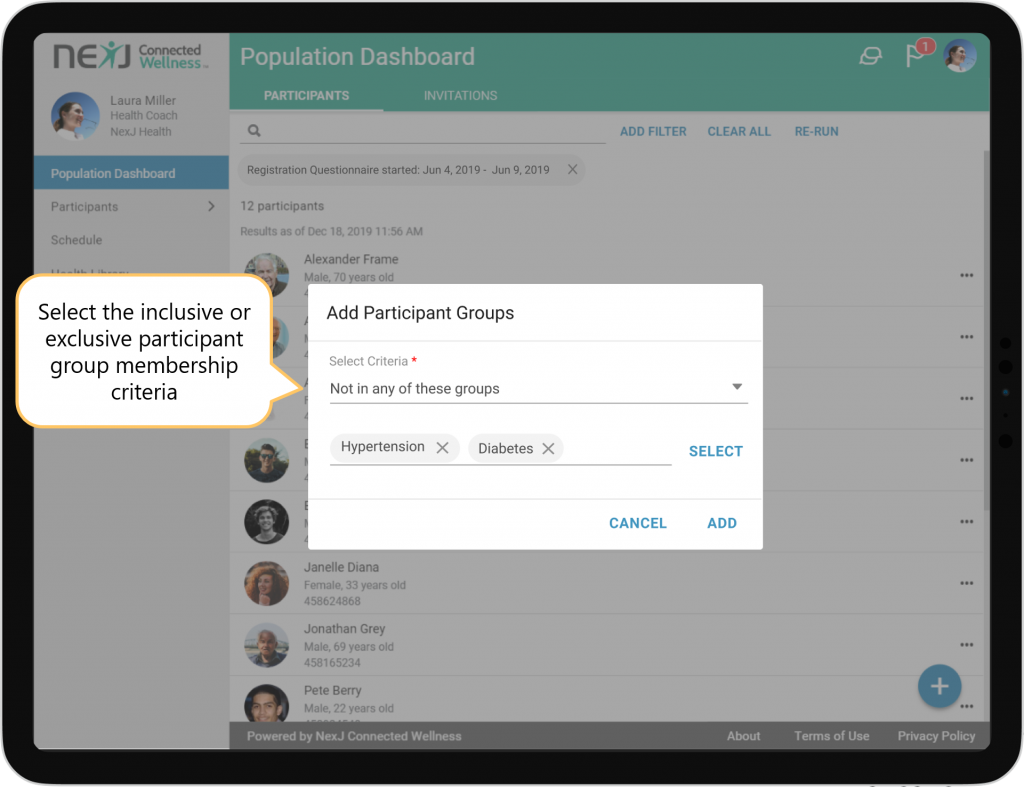 NEXJ Connected Wellness
Laura Miller
Health Coach
NexJ Health
Population Dashboard
Participants
Schedule
Health Library
Population Dashboard
1
PARTICIPANTS
INVITATIONS
ADD FILTER
CLEAR ALL
RE-RUN
Registration Questionnaire started: Jun 4, 2019 - Jun 9, 2019
12 participants
Results as of Dec 18, 2019 11:56 AM
Alexander Frame
Male, 70 years old
Select the inclusive or
exclusive participant
group membership
criteria
Add Participant Groups
Select Criteria *
Not in any of these groups
Hypertension
Diabetes
SELECT
CANCEL
ADD
Janelle Diana
Female, 33 years old
458624868
Jonathan Grey
Male, 69 years old
458165234
Pete Berry
Male, 22 years old
Powered by NexJ Connected Wellness
About
Terms of Use
Privacy Policy